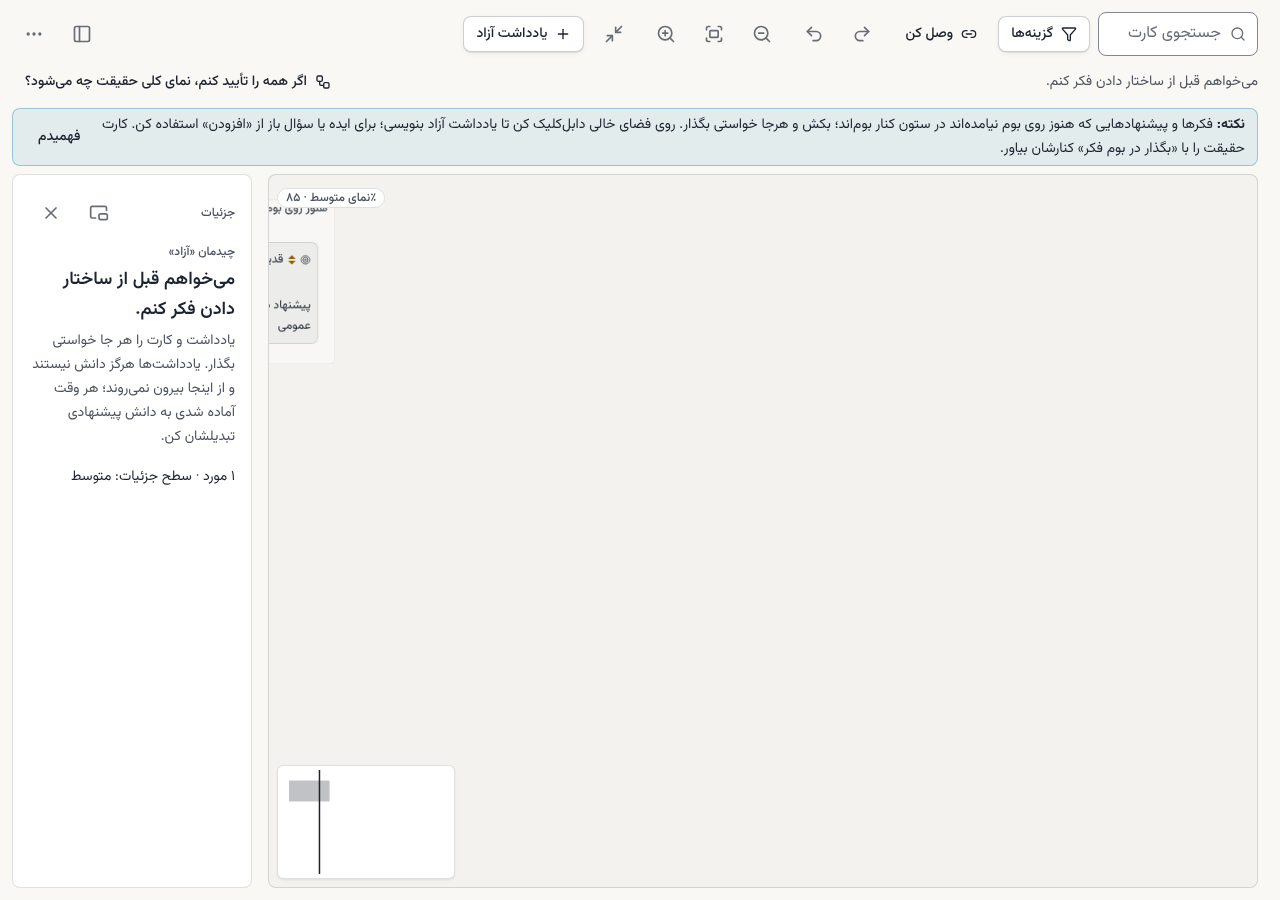 جستجوی کارت
گزینه‌ها
وصل کن
یادداشت آزاد
می‌خواهم قبل از ساختار دادن فکر کنم.
اگر همه را تأیید کنم، نمای کلی حقیقت چه می‌شود؟
نکته: فکرها و پیشنهادهایی که هنوز روی بوم نیامده‌اند در ستون کنار بوم‌اند؛ بکش و هرجا خواستی بگذار. روی فضای خالی دابل‌کلیک کن تا یادداشت آزاد بنویسی؛ برای ایده یا سؤال باز از «افزودن» استفاده کن. کارت
حقیقت را با «بگذار در بوم فکر» کنارشان بیاور.
فهمیدم
نمای متوسط · ۸۵٪
هنوز روی
پیشنهاد
عمومی
جزئیات
چیدمان «آزاد»
می‌خواهم قبل از ساختار
دادن فکر کنم.
یادداشت و کارت را هر جا خواستی
بگذار. یادداشت‌ها هرگز دانش نیستند
و از اینجا بیرون نمی‌روند؛ هر وقت
آماده شدی به دانش پیشنهادی
تبدیلشان کن.
۱ مورد · سطح جزئیات: متوسط